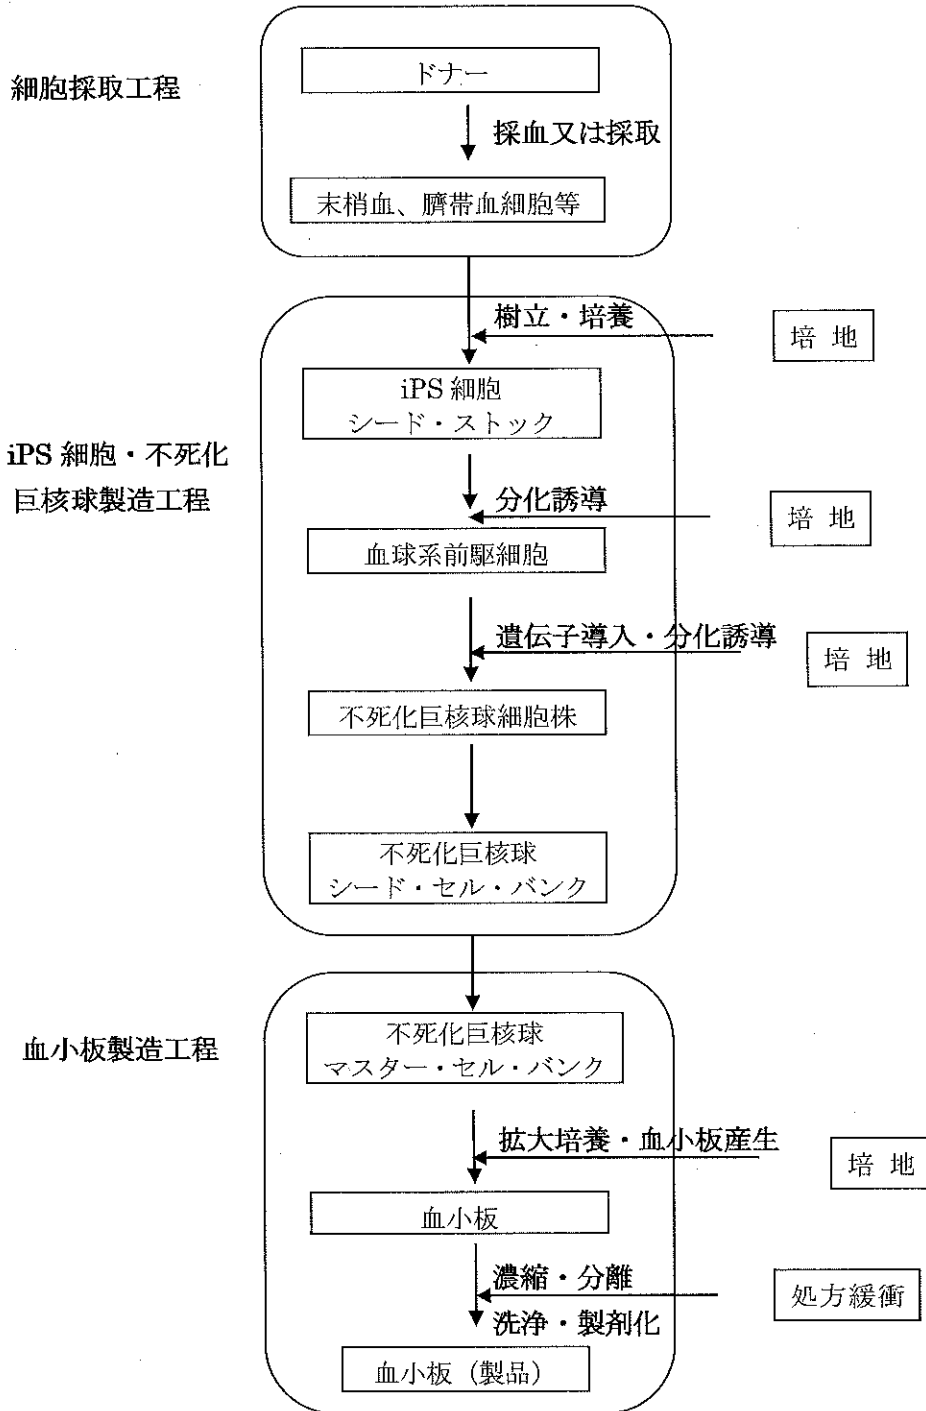 細胞採取工程
ドナー
採血又は採取
末梢血、臍帯血細胞等
樹立・培養
培 地
iPS 細胞
シード・ストック
iPS 細胞・不死化
巨核球製造工程
分化誘導
培 地
血球系前駆細胞
遺伝子導入・分化誘導
培 地
不死化巨核球細胞株
不死化巨核球
シード・セル・バンク
血小板製造工程
不死化巨核球
マスター・セル・バンク
拡大培養・血小板産生
培 地
血小板
濃縮・分離
処方緩衝
洗浄・製剤化
血小板（製品）